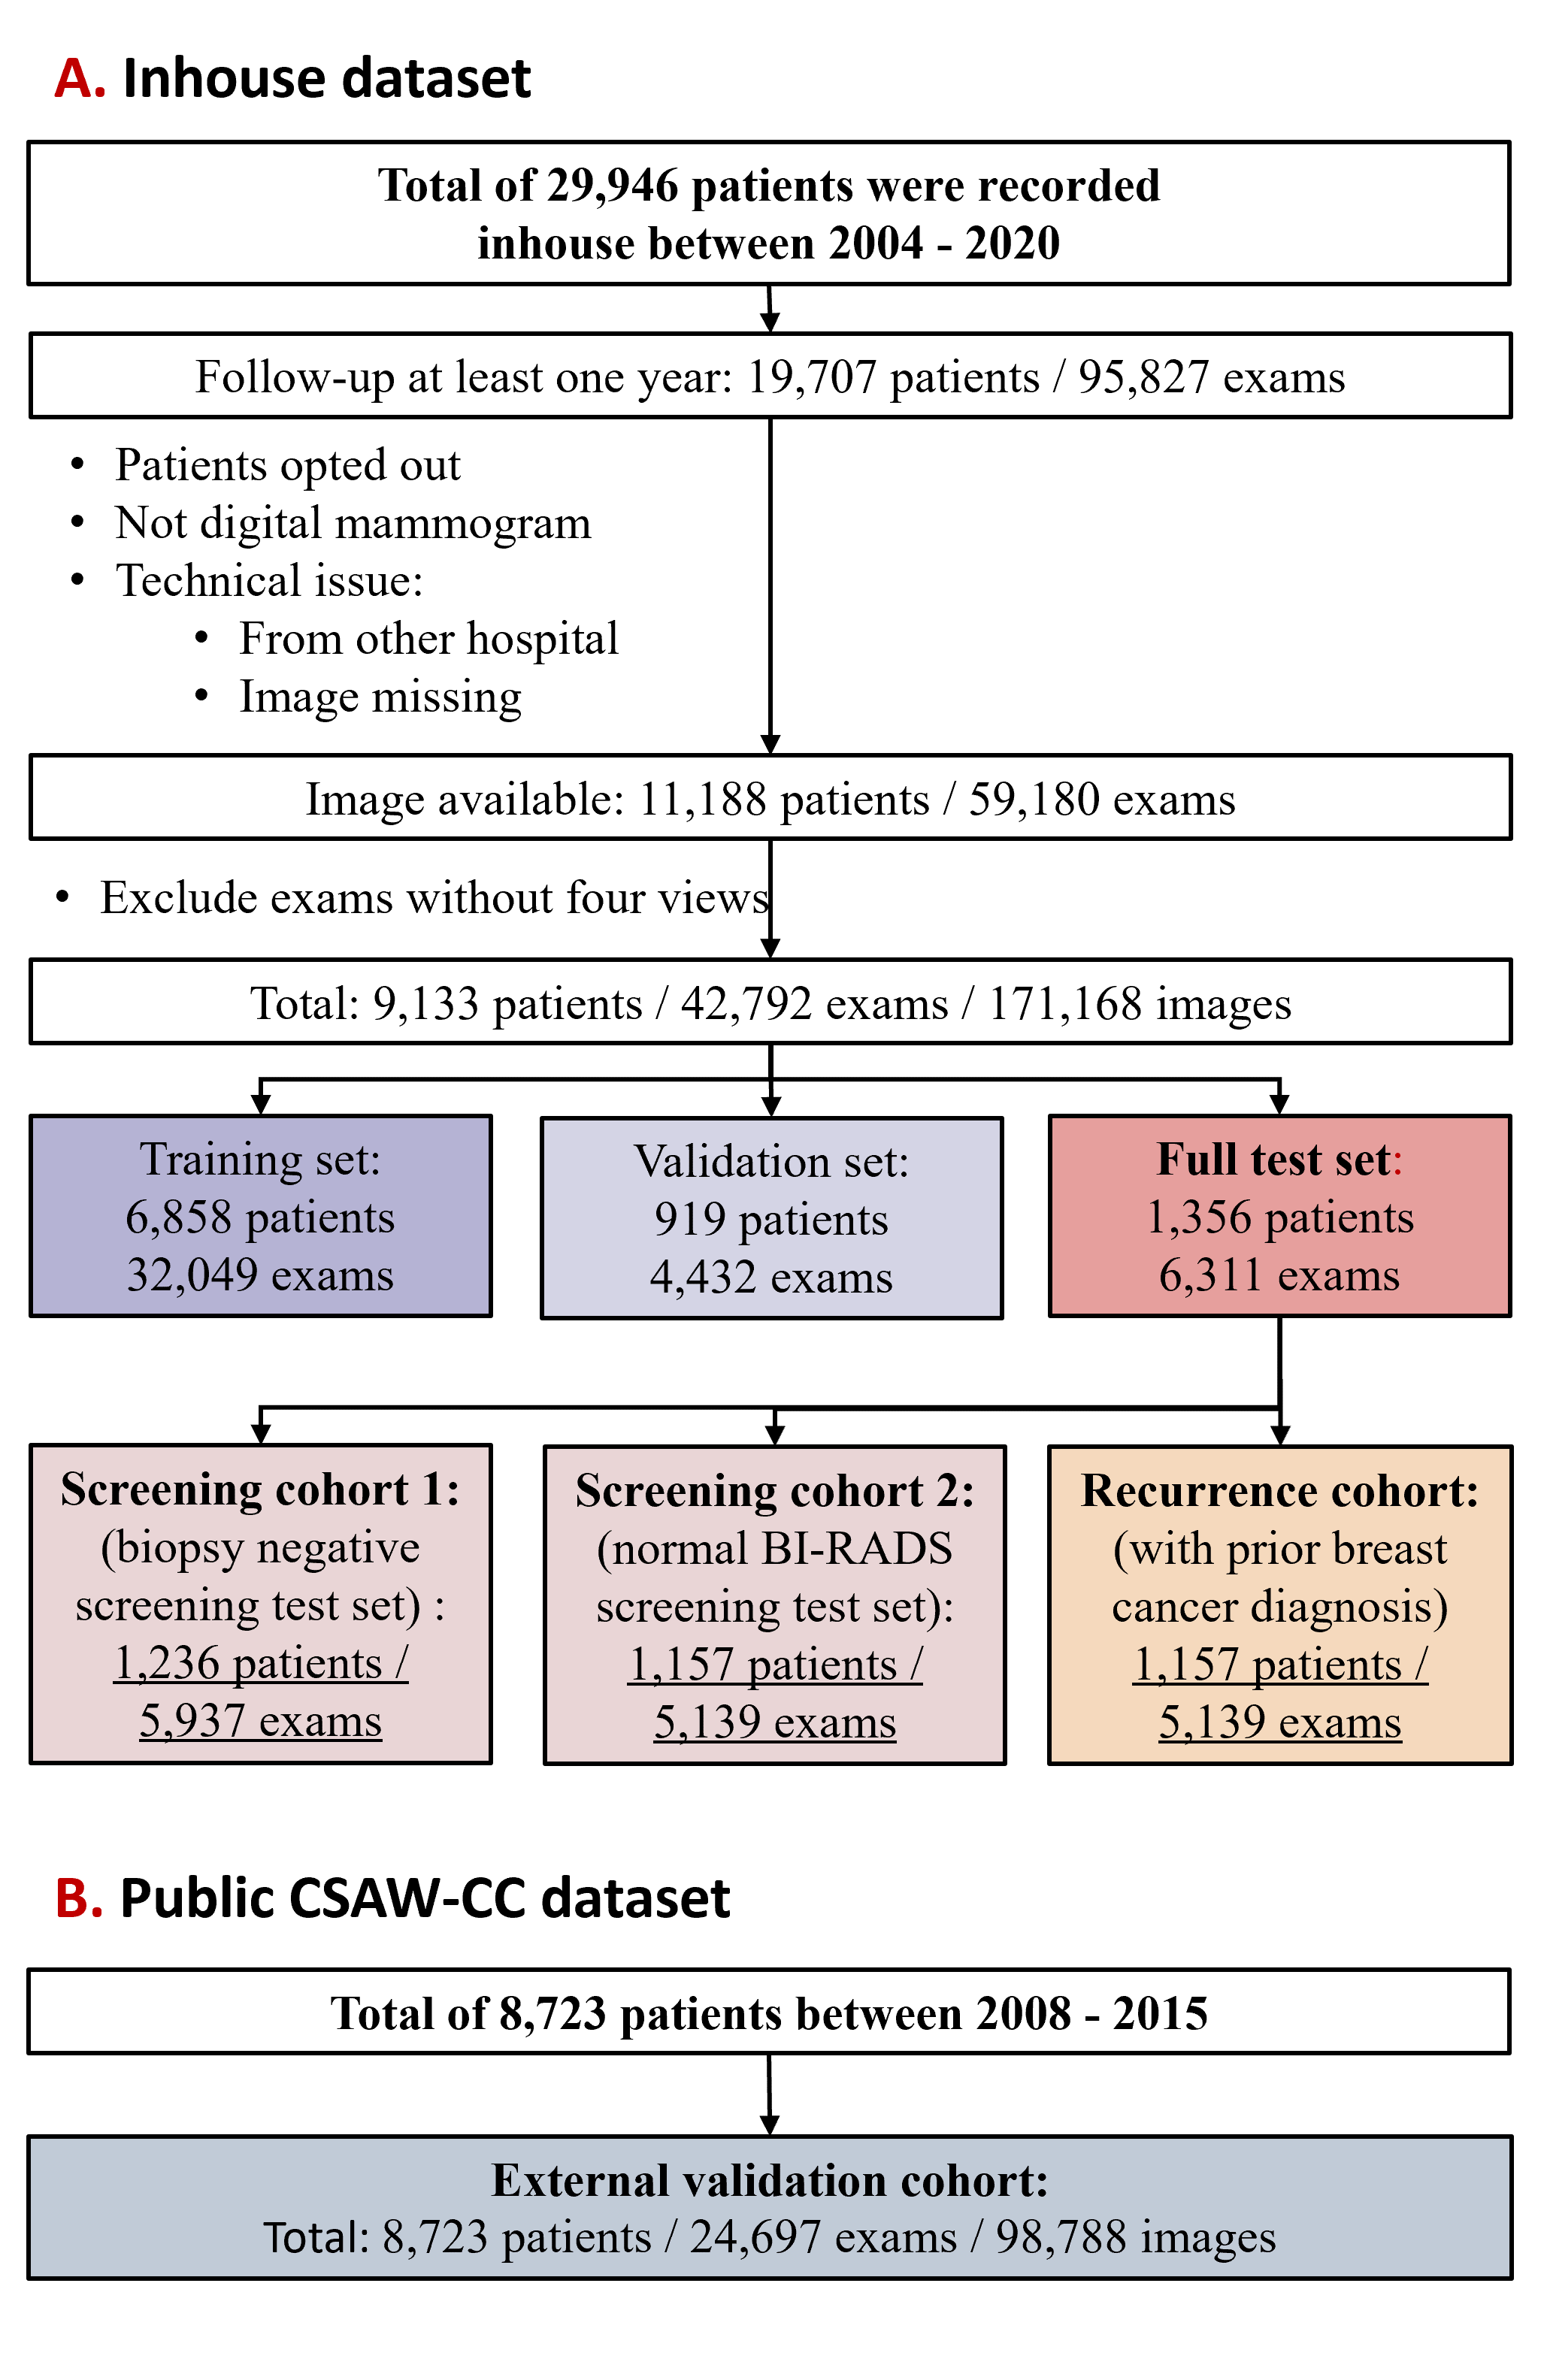 A. Inhouse dataset
Total of 29,946 patients were recorded
inhouse between 2004 - 2020
Follow-up at least one year: 19,707 patients / 95,827 exams
• Patients opted out
• Not digital mammogram
• Technical issue:
• From other hospital
• Image missing
Image available: 11,188 patients / 59,180 exams
• Exclude exams without four views
Total: 9,133 patients / 42,792 exams / 171,168 images
Training set:
6,858 patients
32,049 exams
Validation set:
919 patients
4,432 exams
Full test set:
1,356 patients
6,311 exams
Screening cohort 1:
(biopsy negative
screening test set) :
1,236 patients /
5,937 exams
Screening cohort 2:
(normal BI-RADS
screening test set):
1,157 patients /
5,139 exams
Recurrence cohort:
(with prior breast
cancer diagnosis)
1,157 patients /
5,139 exams
B. Public CSAW-CC dataset
Total of 8,723 patients between 2008 - 2015
External validation cohort:
Total: 8,723 patients / 24,697 exams / 98,788 images